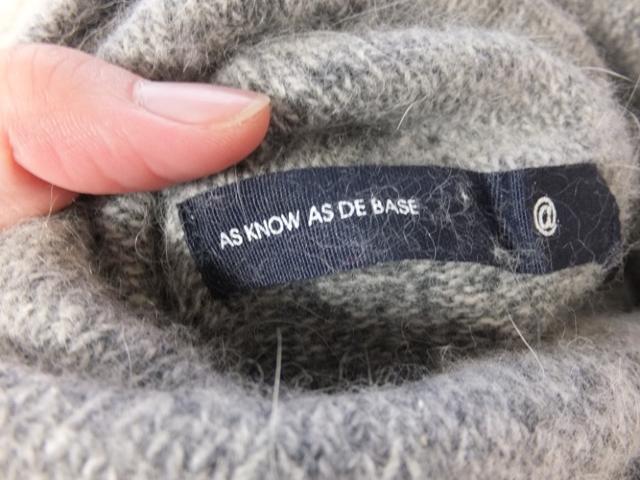 AS KNOW AS DE BASE @